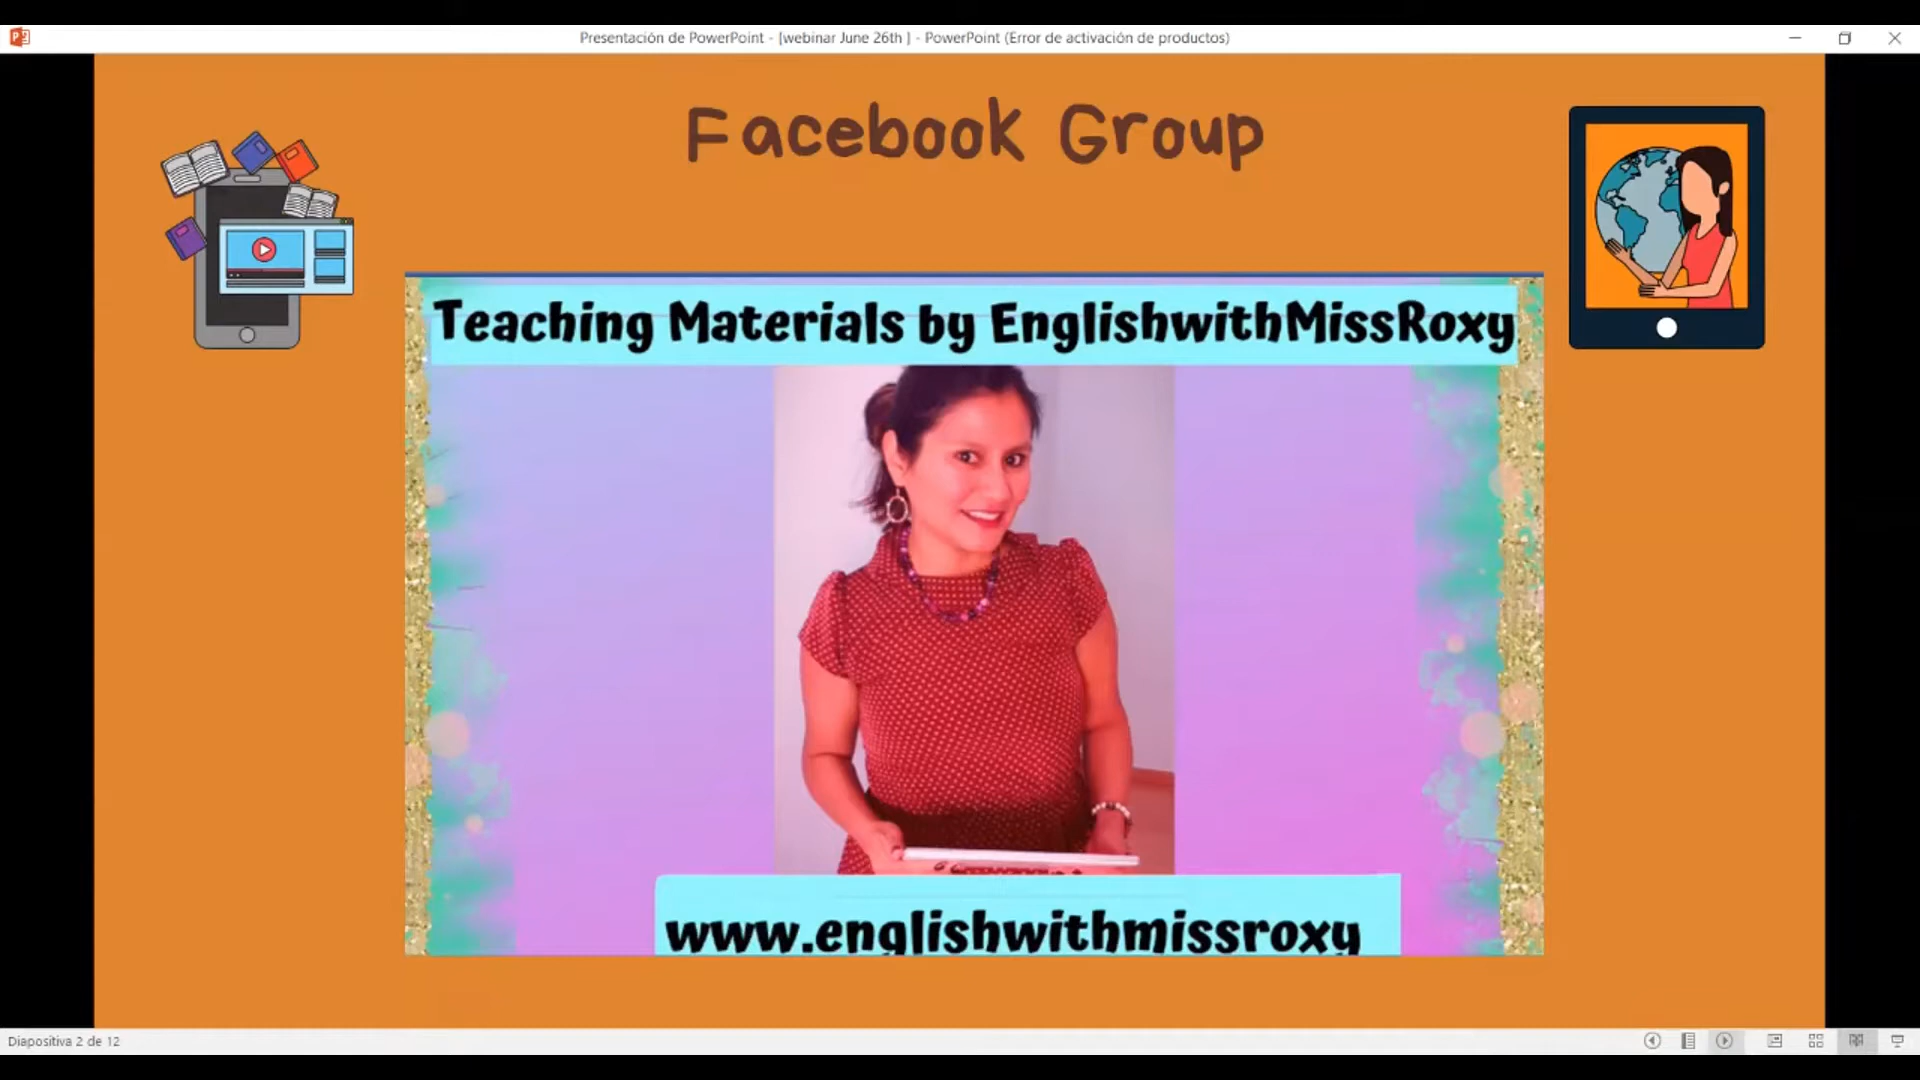 Presentación de PowerPoint - [webinar June 26th ] - PowerPoint (Error de activación de productos)
Facebook Group
Teaching Materials by EnglishwithMissRoxy
www.englishwithmissroxy
Diapositiva 2 de 12